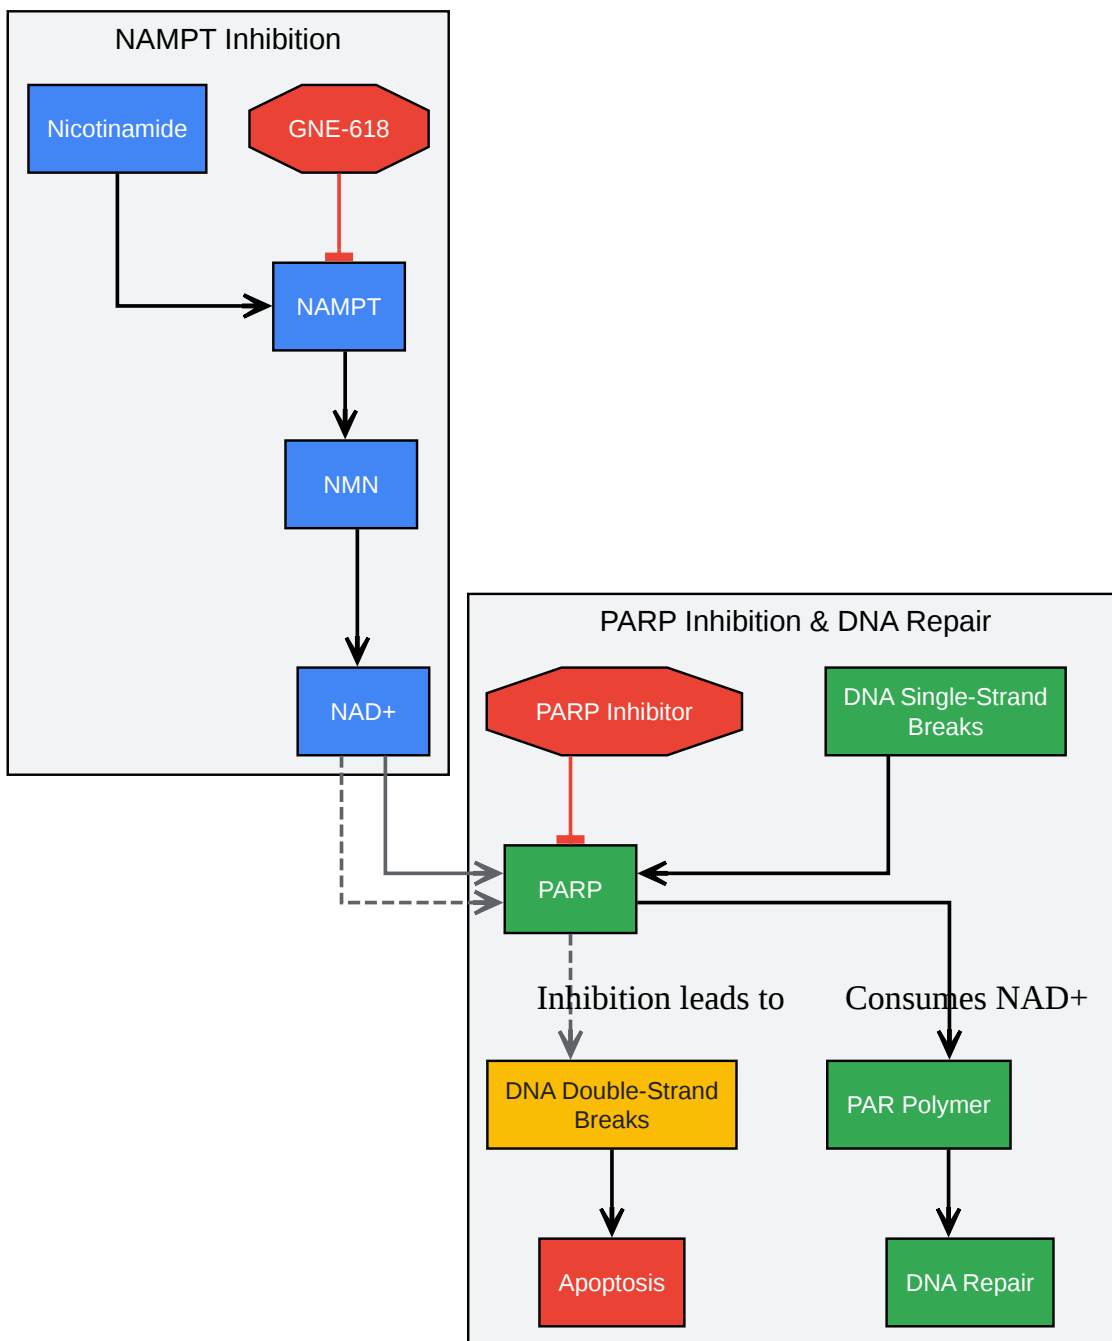 NAMPT Inhibition
Nicotinamide
GNE-618
NAMPT
NMN
NAD+
PARP Inhibition & DNA Repair
PARP Inhibitor
DNA Single-Strand
Breaks
PARP
Inhibition leads to
Consumes NAD+
DNA Double-Strand
Breaks
PAR Polymer
Apoptosis
DNA Repair